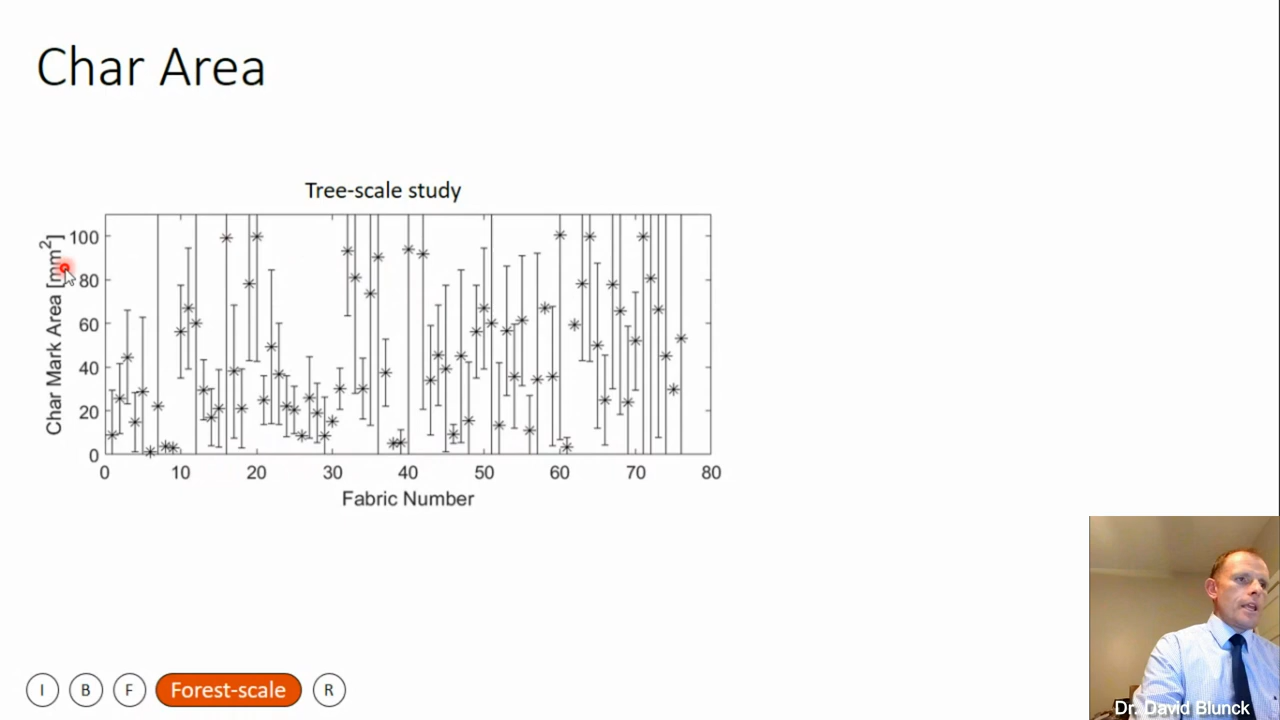 Char Area
Tree-scale study
Char Mark Area [mm²]
100
80
60
40
20
0
0 10 20 30 40 50 60 70 80
Fabric Number
I B F Forest-scale R
Dr. David Blunck